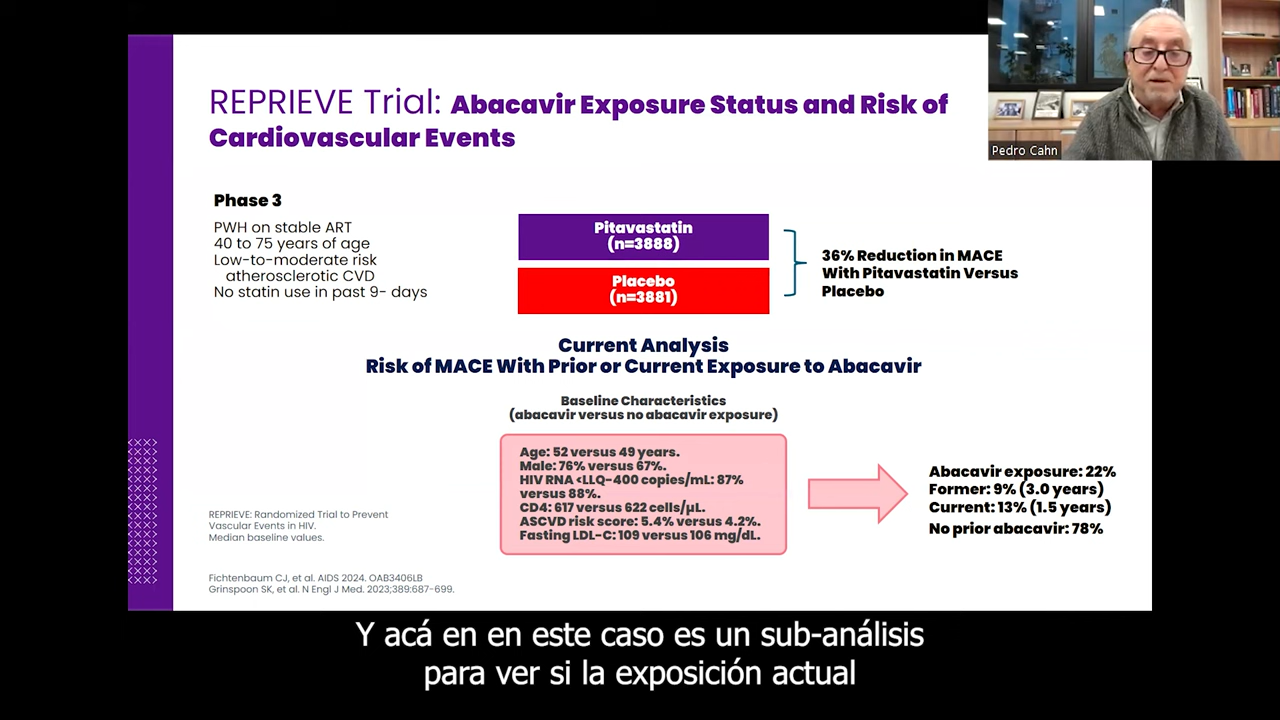 REPRIEVE Trial: Abacavir Exposure Status and Risk of
Cardiovascular Events
Pedro Cahn
Phase 3
PWH on stable ART
40 to 75 years of age
Low-to-moderate risk
atherosclerotic CVD
No statin use in past 9- days
Pitavastatin
(n=3888)
Placebo
(n=3881)
36% Reduction in MACE
With Pitavastatin Versus
Placebo
Current Analysis
Risk of MACE With Prior or Current Exposure to Abacavir
Baseline Characteristics
(abacavir versus no abacavir exposure)
Age: 52 versus 49 years.
Male: 76% versus 67%.
HIV RNA <LLQ-400 copies/mL: 87%
versus 88%.
CD4: 617 versus 622 cells/µL.
ASCVD risk score: 5.4% versus 4.2%.
Fasting LDL-C: 109 versus 106 mg/dL.
Abacavir exposure: 22%
Former: 9% (3.0 years)
Current: 13% (1.5 years)
No prior abacavir: 78%
REPRIEVE: Randomized Trial to Prevent
Vascular Events in HIV.
Median baseline values.
Fichtenbaum CJ, et al. AIDS 2024. OAB3406LB
Grinspoon SK, et al. N Engl J Med. 2023;389:687-699.
Y acá en en este caso es un sub-análisis
para ver si la exposición actual